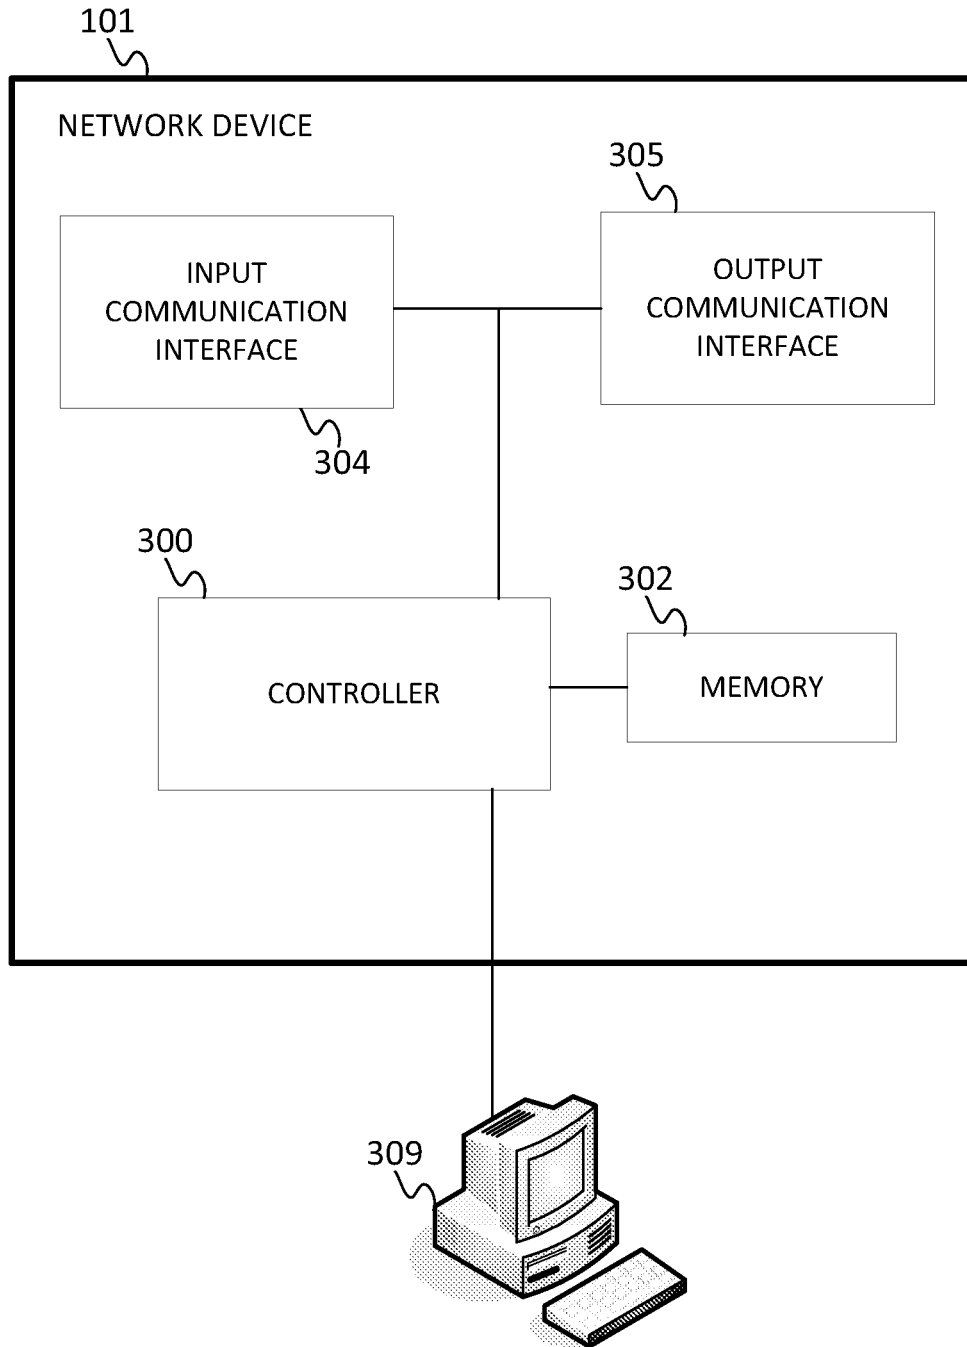 101
NETWORK DEVICE
305
INPUT
COMMUNICATION
INTERFACE
OUTPUT
COMMUNICATION
INTERFACE
304
300
302
CONTROLLER
MEMORY
309